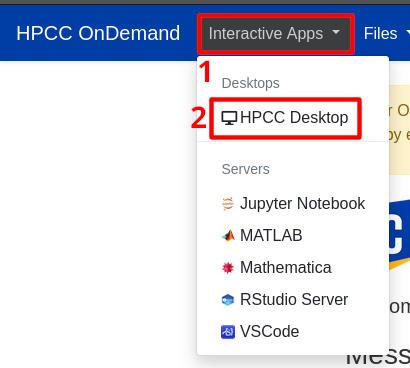 HPCC OnDemand Interactive Apps Files
1
Desktops
2 HPCC Desktop
Servers
Jupyter Notebook
MATLAB
Mathematica
RStudio Server
VSCode